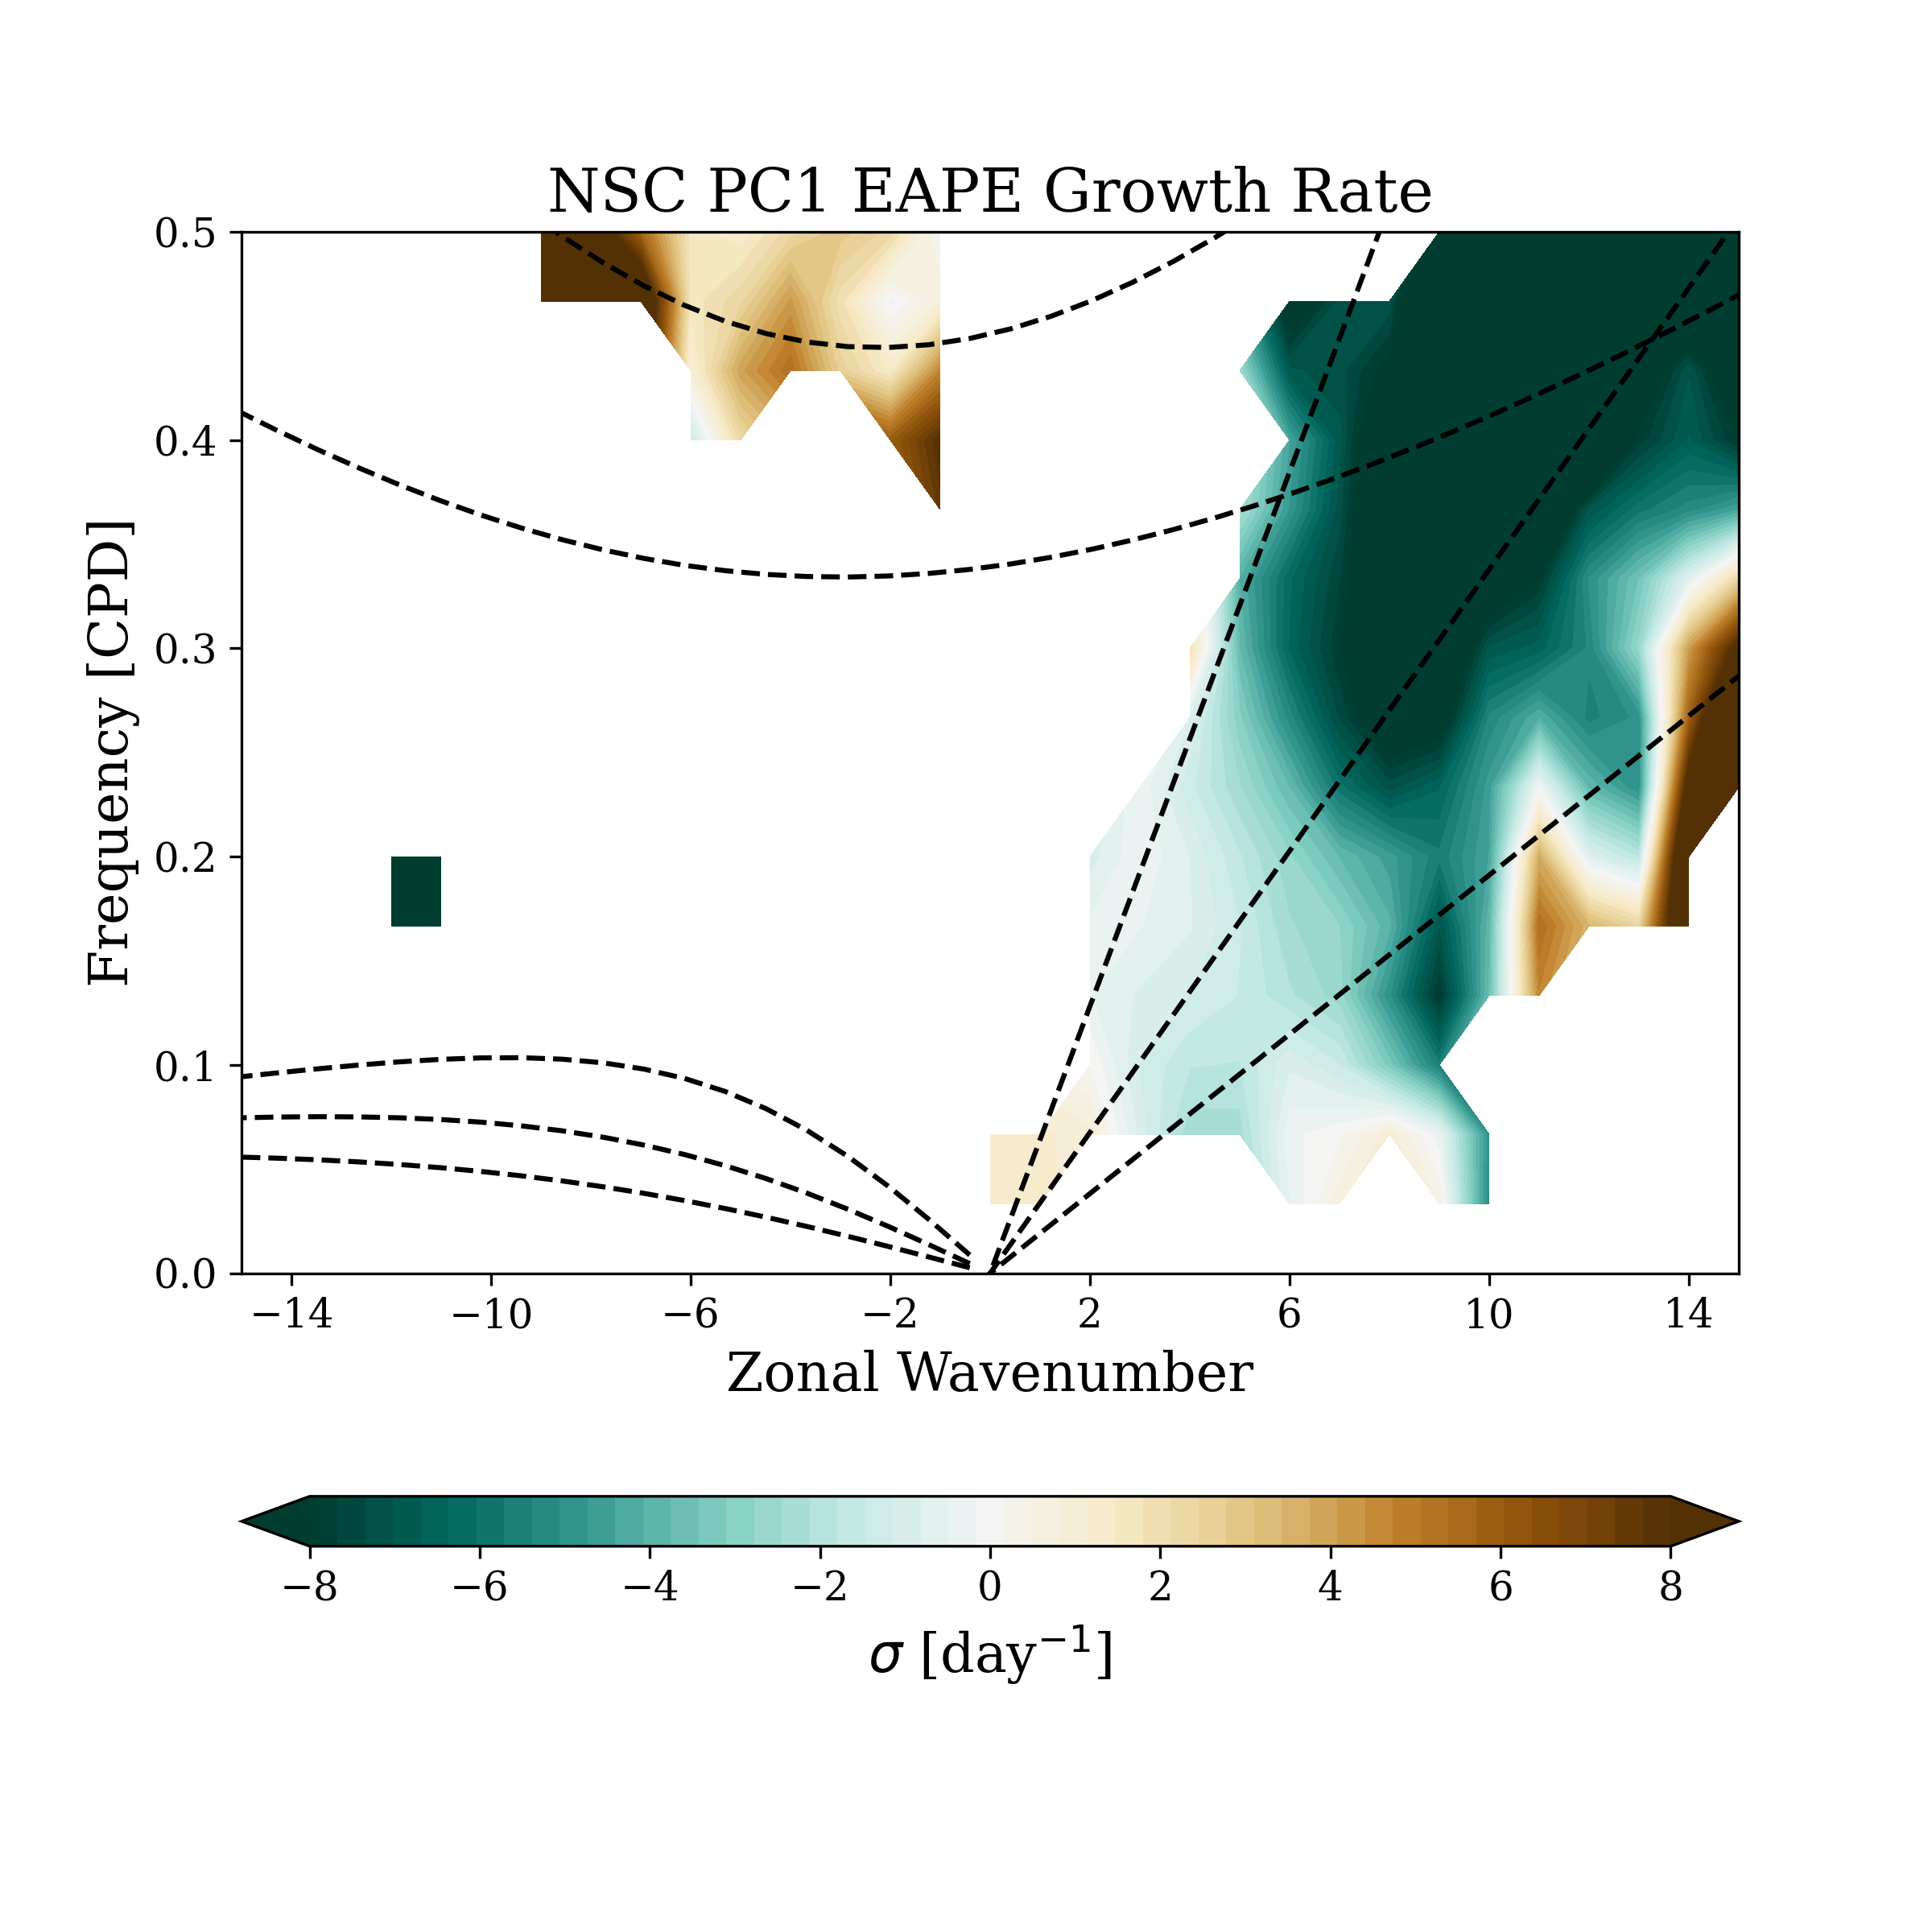 NSC PC1 EAPE Growth Rate
0.5
0.4
0.3
0.2
0.1
0.0
Frequency [CPD]
−14 −10 −6 −2 2 6 10 14
Zonal Wavenumber
−8 −6 −4 −2 0 2 4 6 8
σ [day⁻¹]